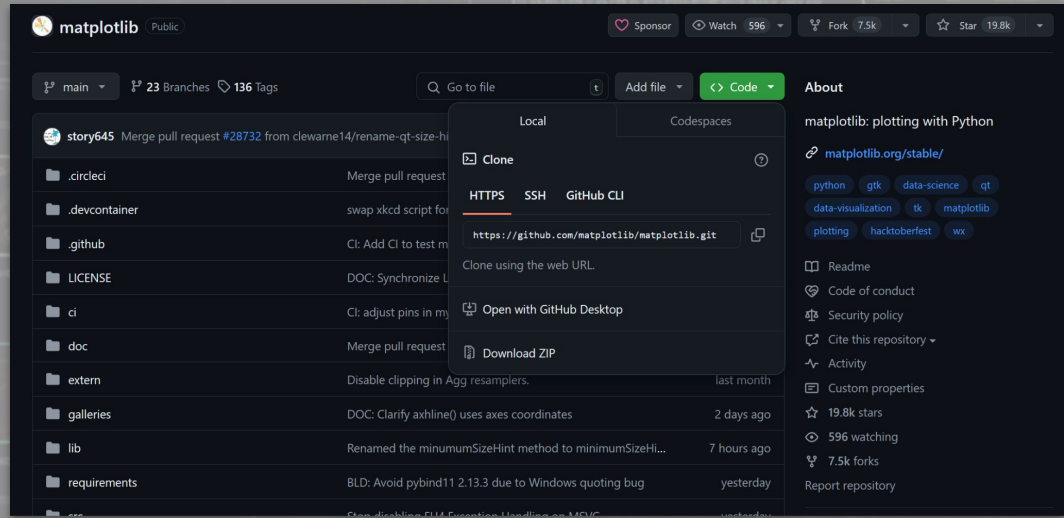 matplotlib Public
Sponsor Watch 596 Fork 7.5k Star 19.8k
main 23 Branches 136 Tags
Go to file t Add file <> Code
story645 Merge pull request #28732 from clewarne14/rename-qt-size-hi
.circleci Merge pull request
.devcontainer swap xkcd script for
.github CI: Add CI to test m
LICENSE DOC: Synchronize L
ci CI: adjust pins in my
doc Merge pull request
extern Disable clipping in Agg resamplers. last month
galleries DOC: Clarify axhline() uses axes coordinates 2 days ago
lib Renamed the minumumSizeHint method to minimumSizeHi... 7 hours ago
requirements BLD: Avoid pybind11 2.13.3 due to Windows quoting bug yesterday
Local Codespaces
Clone
HTTPS SSH GitHub CLI
https://github.com/matplotlib/matplotlib.git
Clone using the web URL.
Open with GitHub Desktop
Download ZIP
About
matplotlib: plotting with Python
matplotlib.org/stable/
python gtk data-science qt
data-visualization tk matplotlib
plotting hacktoberfest wx
Readme
Code of conduct
Security policy
Cite this repository
Activity
Custom properties
19.8k stars
596 watching
7.5k forks
Report repository